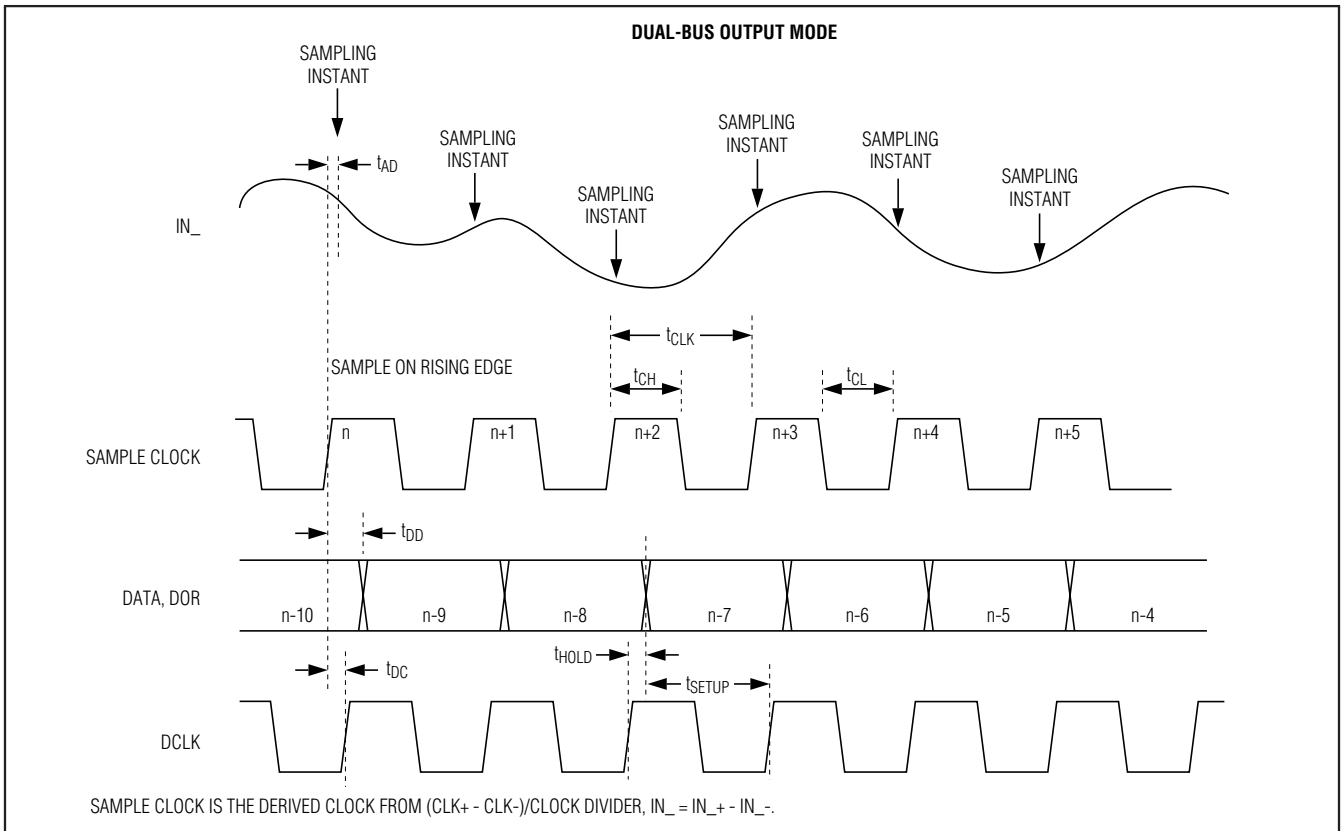 DUAL-BUS OUTPUT MODE
SAMPLING
INSTANT
SAMPLING
INSTANT
SAMPLING
INSTANT
SAMPLING
INSTANT
SAMPLING
INSTANT
SAMPLING
INSTANT
tAD
IN_
tCLK
SAMPLE ON RISING EDGE
tCH
tCL
SAMPLE CLOCK
n
n+1
n+2
n+3
n+4
n+5
tDD
DATA, DOR
n-10
n-9
n-8
n-7
n-6
n-5
n-4
tHOLD
tDC
tSETUP
DCLK
SAMPLE CLOCK IS THE DERIVED CLOCK FROM (CLK+ - CLK-)/CLOCK DIVIDER, IN_ = IN_+ - IN_-.